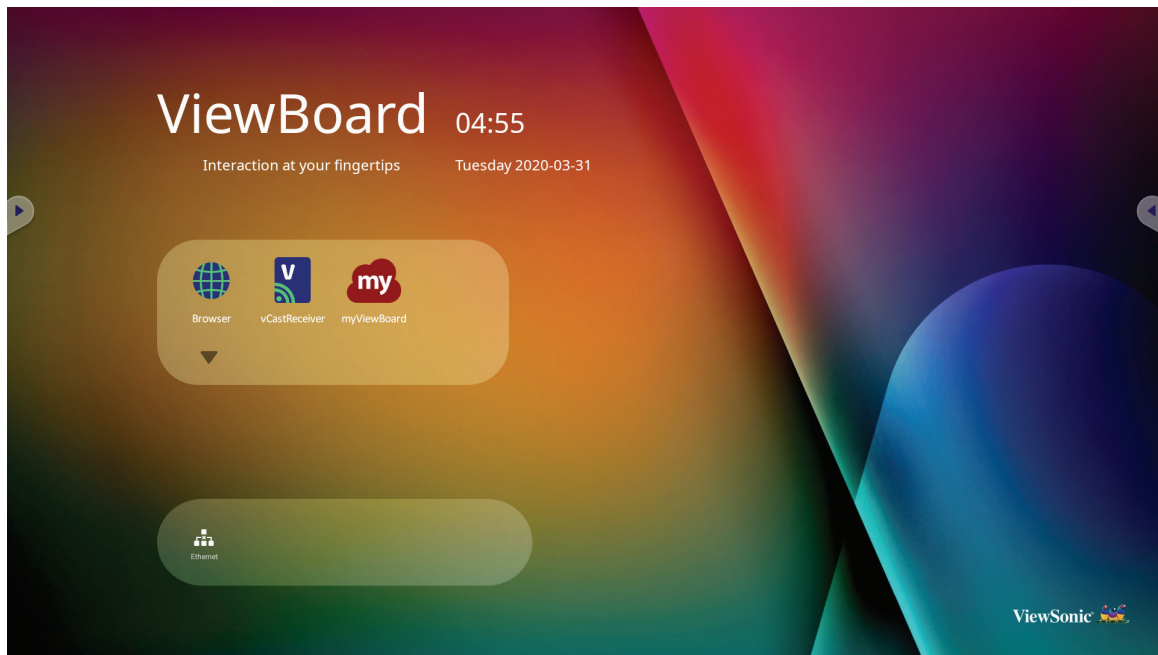 ViewBoard 04:55
Interaction at your fingertips Tuesday 2020-03-31
V my
Browser vCastReceiver myViewBoard
Ethernet
ViewSonic